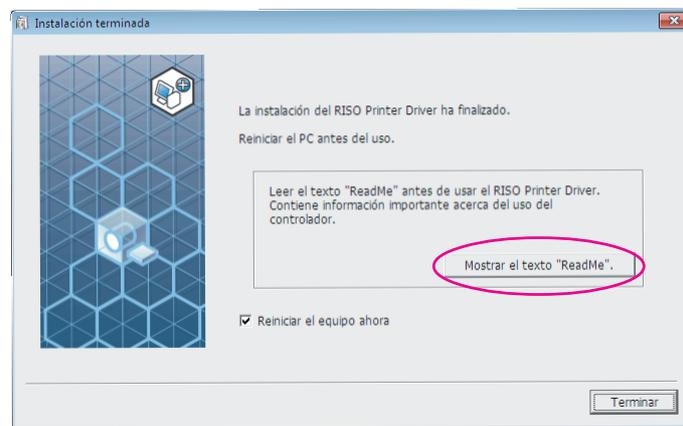 Instalación terminada
La instalación del RISO Printer Driver ha finalizado.
Reiniciar el PC antes del uso.
Leer el texto "ReadMe" antes de usar el RISO Printer Driver.
Contiene información importante acerca del uso del
controlador.
Mostrar el texto "ReadMe".
Reiniciar el equipo ahora
Terminar